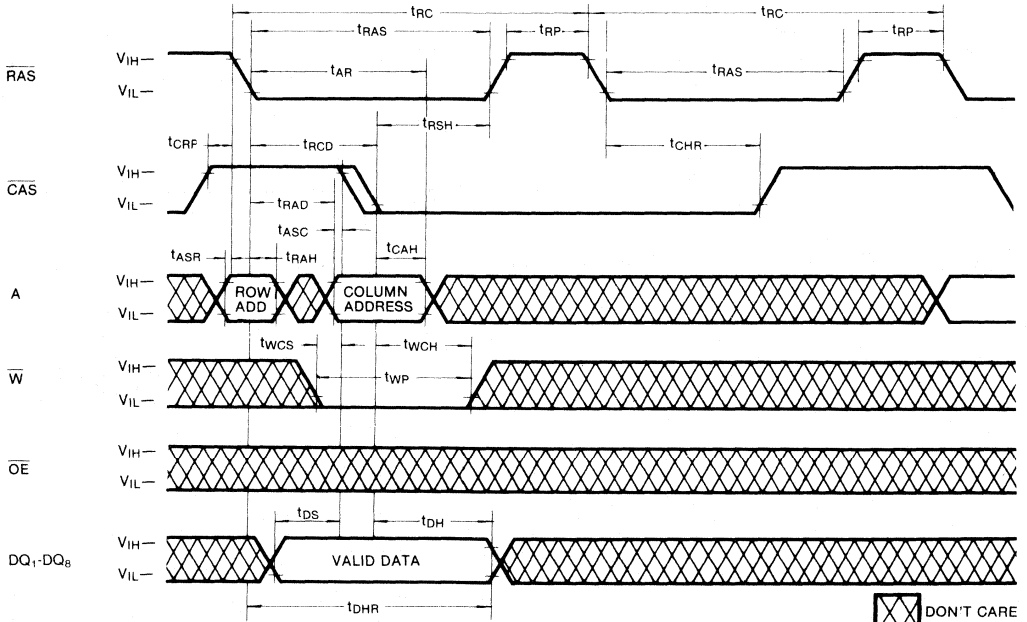 tRC tRC
tRAS tRP tRP
RAS VIH—
tAR tRAS
VIL—
tRSH
tCRP tRCD tCHR
CAS VIH—
VIL—
tRAD
tASC
tASR tRAH tCAH
A VIH—
ROW ADD COLUMN ADDRESS
VIL—
tWCS tWCH
W VIH—
tWP
VIL—
OE VIH—
VIL—
tDS tDH
DQ1-DQ8 VIH—
VALID DATA
VIL—
tDHR
DON'T CARE